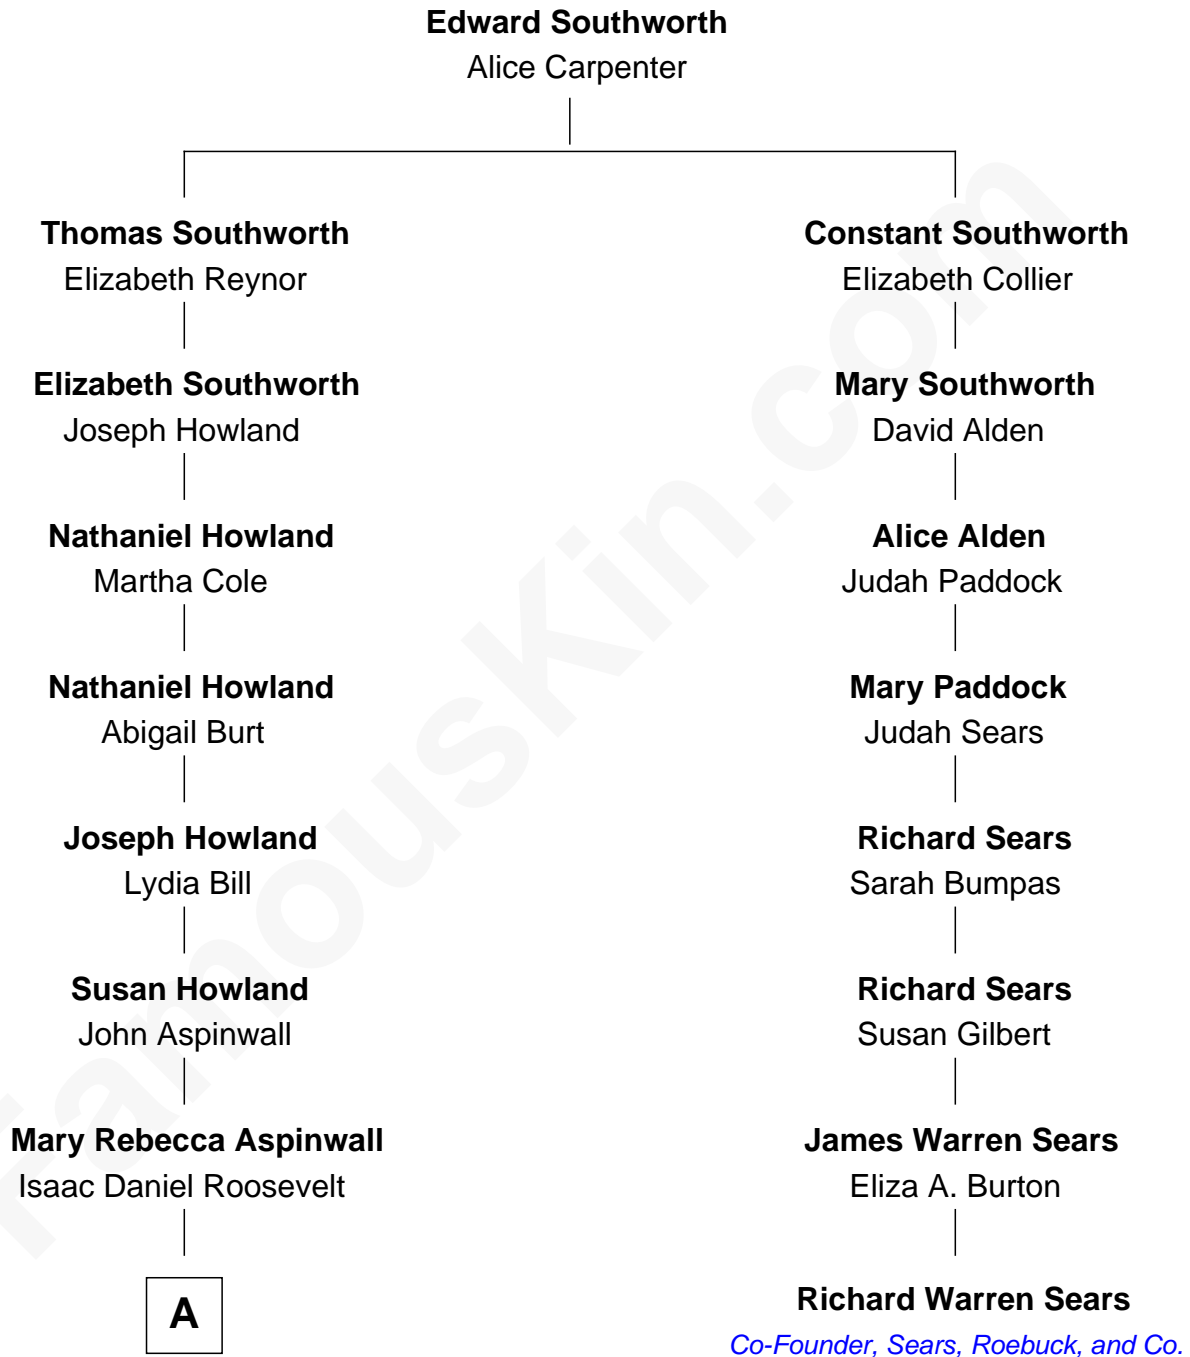 Edward Southworth
Alice Carpenter
Thomas Southworth
Elizabeth Reynor
Constant Southworth
Elizabeth Collier
Elizabeth Southworth
Joseph Howland
Mary Southworth
David Alden
Nathaniel Howland
Martha Cole
Alice Alden
Judah Paddock
Nathaniel Howland
Abigail Burt
Mary Paddock
Judah Sears
Joseph Howland
Lydia Bill
Richard Sears
Sarah Bumpas
Susan Howland
John Aspinwall
Richard Sears
Susan Gilbert
Mary Rebecca Aspinwall
Isaac Daniel Roosevelt
James Warren Sears
Eliza A. Burton
A
Richard Warren Sears
Co-Founder, Sears, Roebuck, and Co.
FamousKin.com